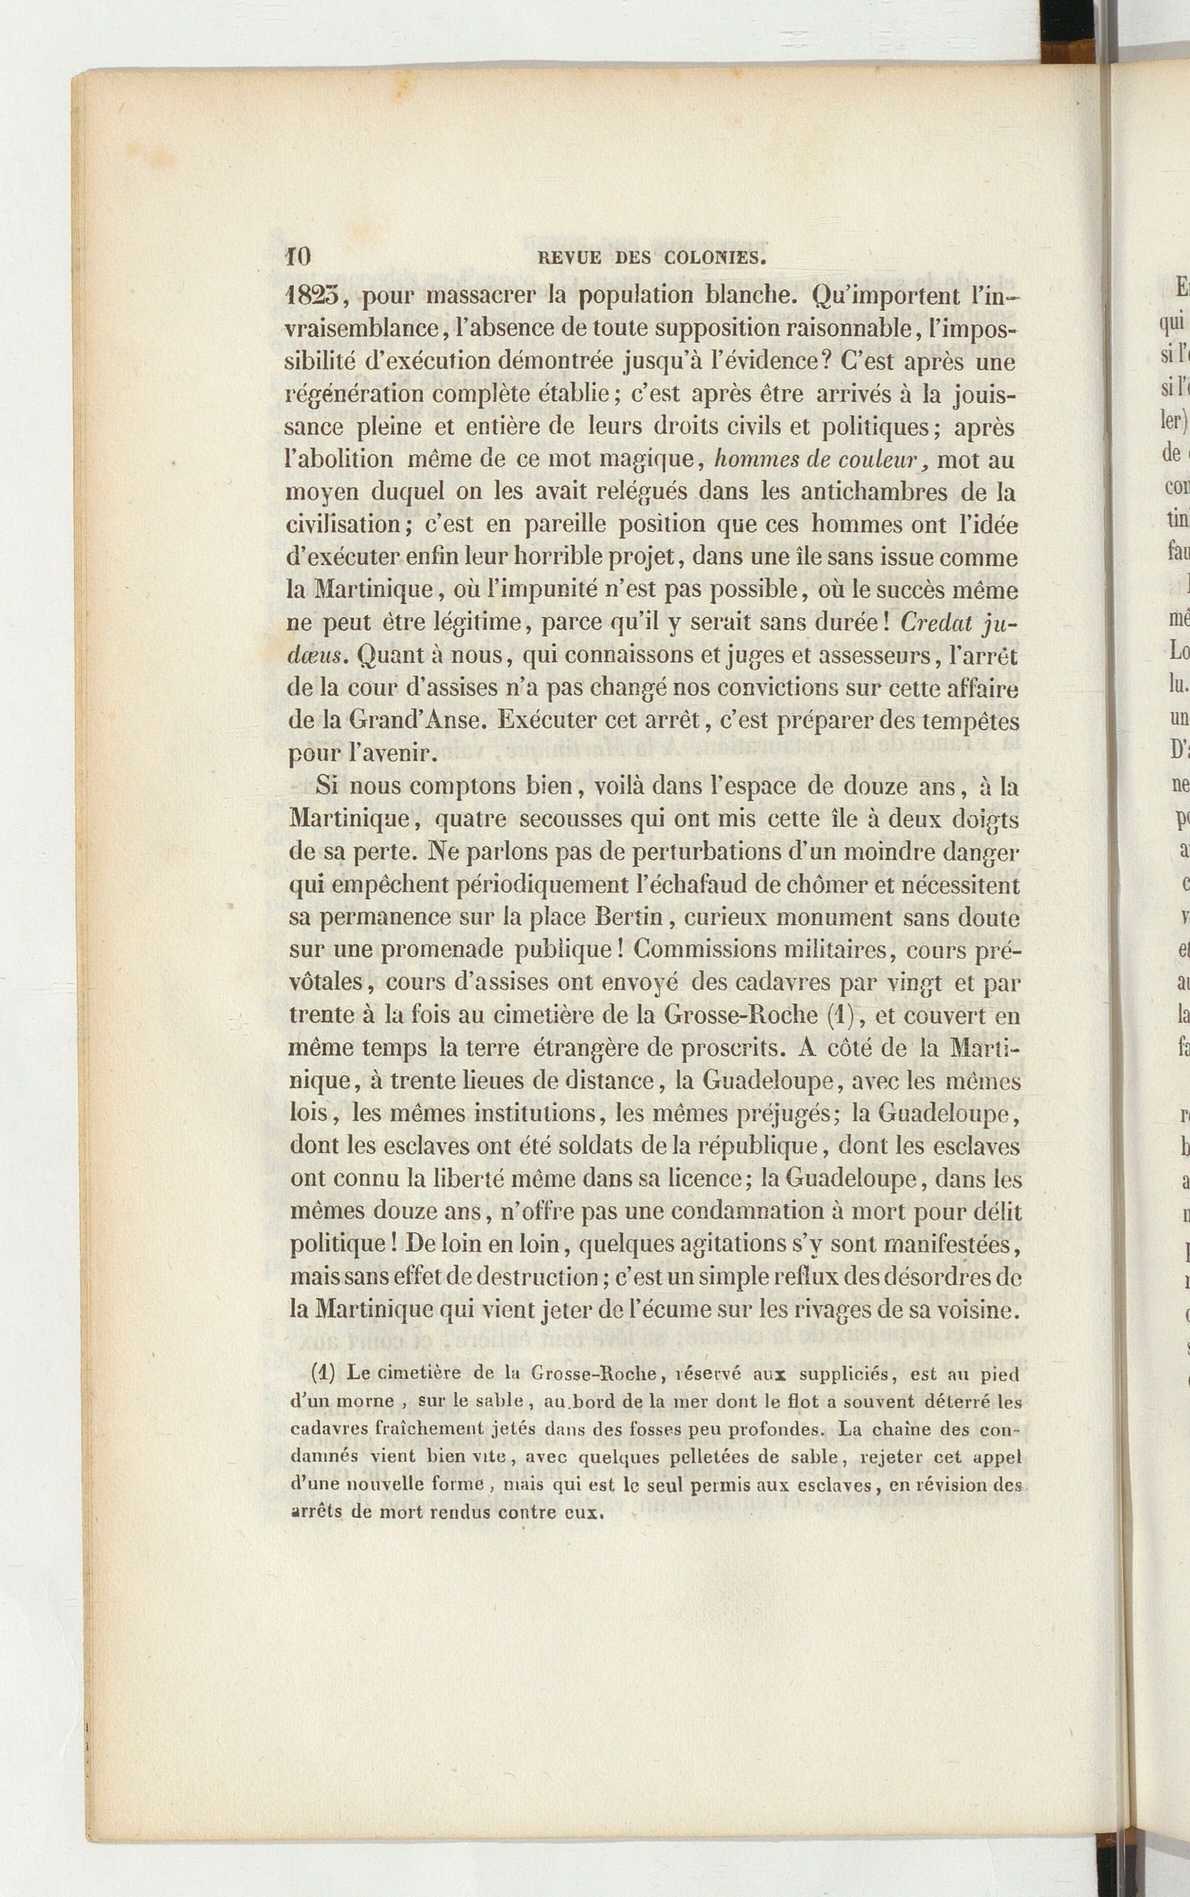 10 REVUE DES COLONIES.
1823, pour massacrer la population blanche. Qu'importent l'in-
vraisemblance, l'absence de toute supposition raisonnable, l'impos-
sibilité d'exécution démontrée jusqu'à l'évidence? C'est après une
régénération complète établie; c'est après être arrivés à la jouis-
sance pleine et entière de leurs droits civils et politiques; après
l'abolition même de ce mot magique, hommes de couleur, mot au
moyen duquel on les avait relégués dans les antichambres de la
civilisation; c'est en pareille position que ces hommes ont l'idée
d'exécuter enfin leur horrible projet, dans une île sans issue comme
la Martinique, où l'impunité n'est pas possible, où le succès même
ne peut être légitime, parce qu'il y serait sans durée! Credat ju-
dæus. Quant à nous, qui connaissons et juges et assesseurs, l'arrêt
de la cour d'assises n'a pas changé nos convictions sur cette affaire
de la Grand'Anse. Exécuter cet arrêt, c'est préparer des tempêtes
pour l'avenir.
Si nous comptons bien, voilà dans l'espace de douze ans, à la
Martinique, quatre secousses qui ont mis cette île à deux doigts
de sa perte. Ne parlons pas de perturbations d'un moindre danger
qui empêchent périodiquement l'échafaud de chômer et nécessitent
sa permanence sur la place Bertin, curieux monument sans doute
sur une promenade publique! Commissions militaires, cours pré-
vôtales, cours d'assises ont envoyé des cadavres par vingt et par
trente à la fois au cimetière de la Grosse-Roche (1), et couvert en
même temps la terre étrangère de proscrits. A côté de la Marti-
nique, à trente lieues de distance, la Guadeloupe, avec les mêmes
lois, les mêmes institutions, les mêmes préjugés; la Guadeloupe,
dont les esclaves ont été soldats de la république, dont les esclaves
ont connu la liberté même dans sa licence; la Guadeloupe, dans les
mêmes douze ans, n'offre pas une condamnation à mort pour délit
politique! De loin en loin, quelques agitations s'y sont manifestées,
mais sans effet de destruction; c'est un simple reflux des désordres de
la Martinique qui vient jeter de l'écume sur les rivages de sa voisine.
(1) Le cimetière de la Grosse-Roche, réservé aux suppliciés, est au pied
d'un morne, sur le sable, au bord de la mer dont le flot a souvent déterré les
cadavres fraîchement jetés dans des fosses peu profondes. La chaîne des con-
damnés vient bien vite, avec quelques pelletées de sable, rejeter cet appel
d'une nouvelle forme, mais qui est le seul permis aux esclaves, en révision des
arrêts de mort rendus contre eux.